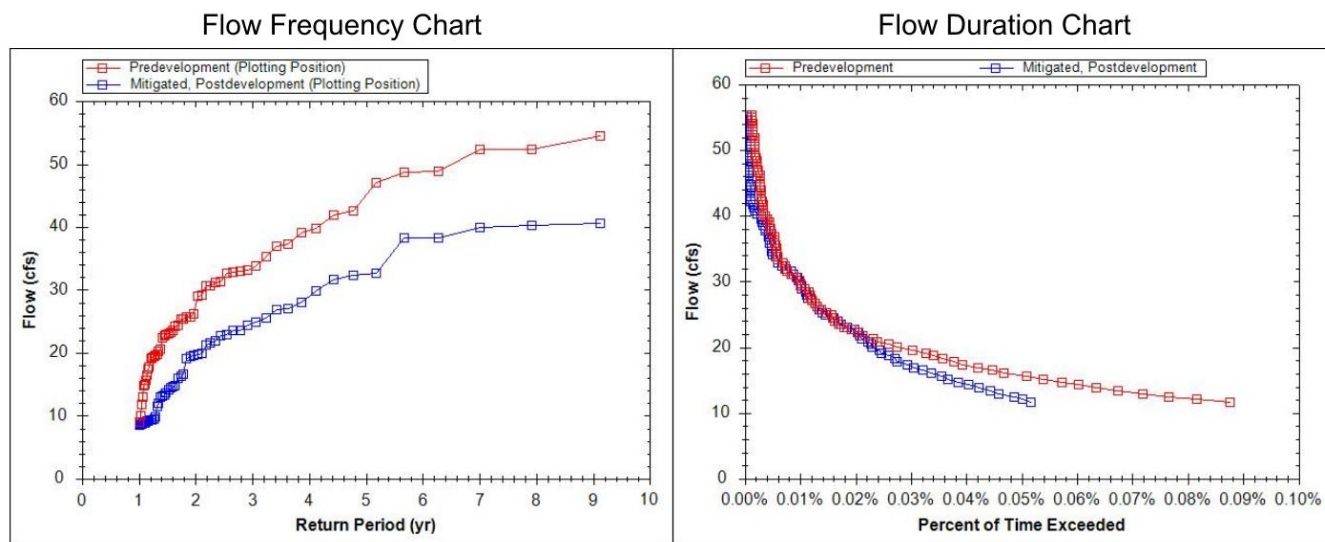 Flow Frequency Chart
Predevelopment (Plotting Position)
Mitigated, Postdevelopment (Plotting Position)
60
50
40
30
20
10
0
Flow (cfs)
0 1 2 3 4 5 6 7 8 9 10
Return Period (yr)
Flow Duration Chart
Predevelopment
Mitigated, Postdevelopment
60
50
40
30
20
10
0
Flow (cfs)
0.00% 0.01% 0.02% 0.03% 0.04% 0.05% 0.06% 0.07% 0.08% 0.09% 0.10%
Percent of Time Exceeded